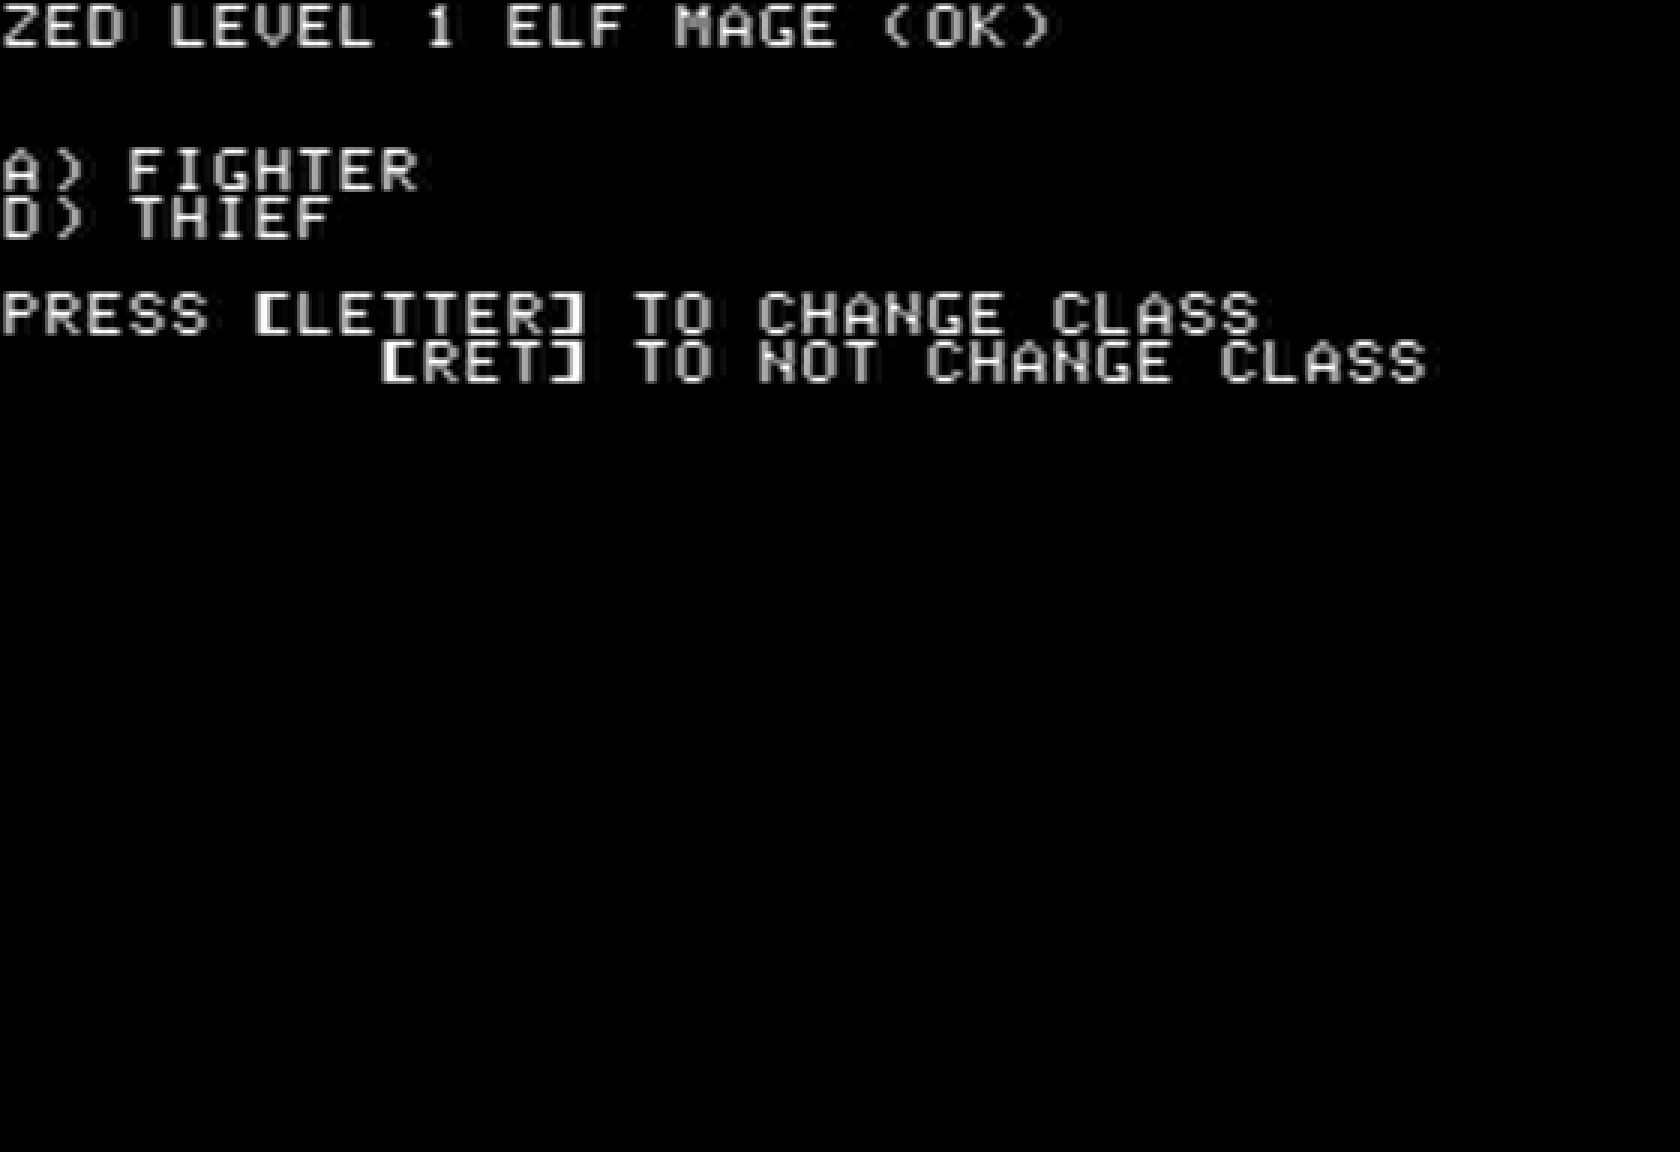 ZED LEVEL 1 ELF MAGE (OK)
A) FIGHTER
D) THIEF
PRESS [LETTER] TO CHANGE CLASS
[RET] TO NOT CHANGE CLASS